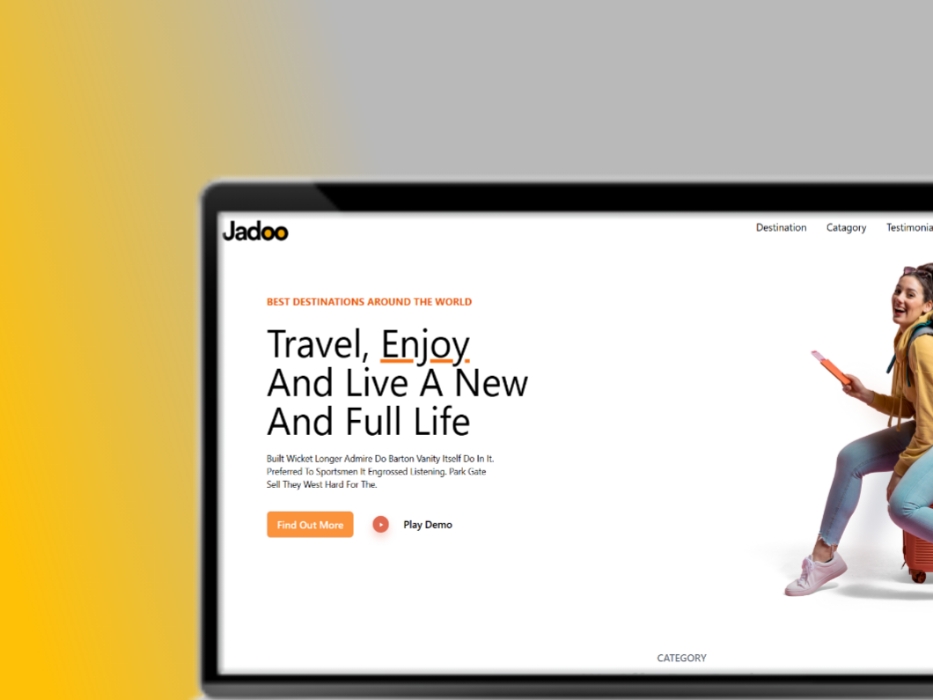 Jadoo
Destination Catagory Testimonia
BEST DESTINATIONS AROUND THE WORLD
Travel, Enjoy
And Live A New
And Full Life
Built Wicket Longer Admire Do Barton Vanity Itself Do In It.
Preferred To Sportsmen It Engrossed Listening. Park Gate
Sell They West Hard For The.
Find Out More Play Demo
CATEGORY